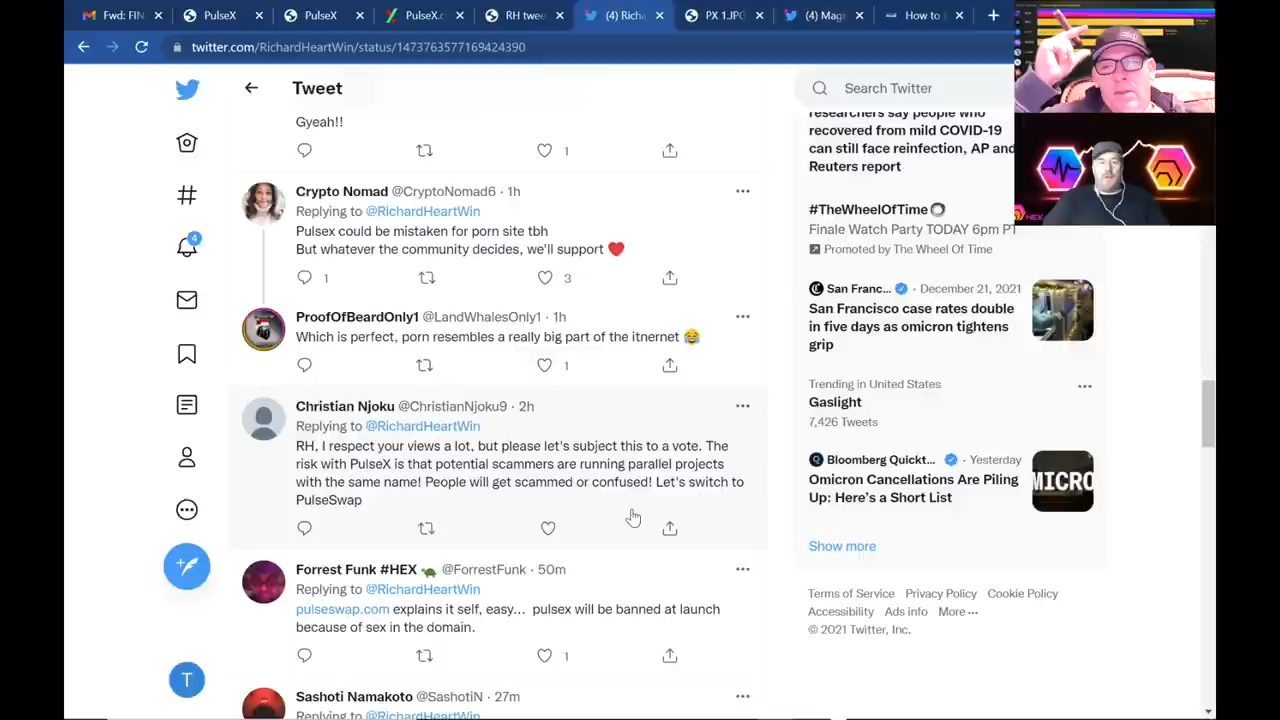 Fwd: FIN
PulseX
PulseX
PulseX.c
RH twee
(4) Richa
PX 1.JPG
(4) Magi
How to
twitter.com/RichardHeartWin/status/1473763577169424390
Tweet
Search Twitter
Gyeah!!
1
Crypto Nomad @CryptoNomad6 · 1h
Replying to @RichardHeartWin
Pulsex could be mistaken for porn site tbh
But whatever the community decides, we'll support ❤️
1 3
ProofOfBeardOnly1 @LandWhalesOnly1 · 1h
Which is perfect, porn resembles a really big part of the itnernet 😂
1
Christian Njoku @ChristianNjoku9 · 2h
Replying to @RichardHeartWin
RH, I respect your views a lot, but please let's subject this to a vote. The
risk with PulseX is that potential scammers are running parallel projects
with the same name! People will get scammed or confused! Let's switch to
PulseSwap
Forrest Funk #HEX 🐢 @ForrestFunk · 50m
Replying to @RichardHeartWin
pulseswap.com explains it self, easy... pulsex will be banned at launch
because of sex in the domain.
1
Sashoti Namakoto @SashotiN · 27m
Replying to @RichardHeartWin
4
T
researchers say people who
recovered from mild COVID-19
can still face reinfection, AP and
Reuters report
#TheWheelOfTime
Finale Watch Party TODAY 6pm PT
Promoted by The Wheel Of Time
San Franc... · December 21, 2021
San Francisco case rates double
in five days as omicron tightens
grip
Trending in United States
Gaslight
7,426 Tweets
Bloomberg Quickt... · Yesterday
Omicron Cancellations Are Piling
Up: Here's a Short List
MICRO
Show more
Terms of Service Privacy Policy Cookie Policy
Accessibility Ads info More ···
© 2021 Twitter, Inc.
HEX